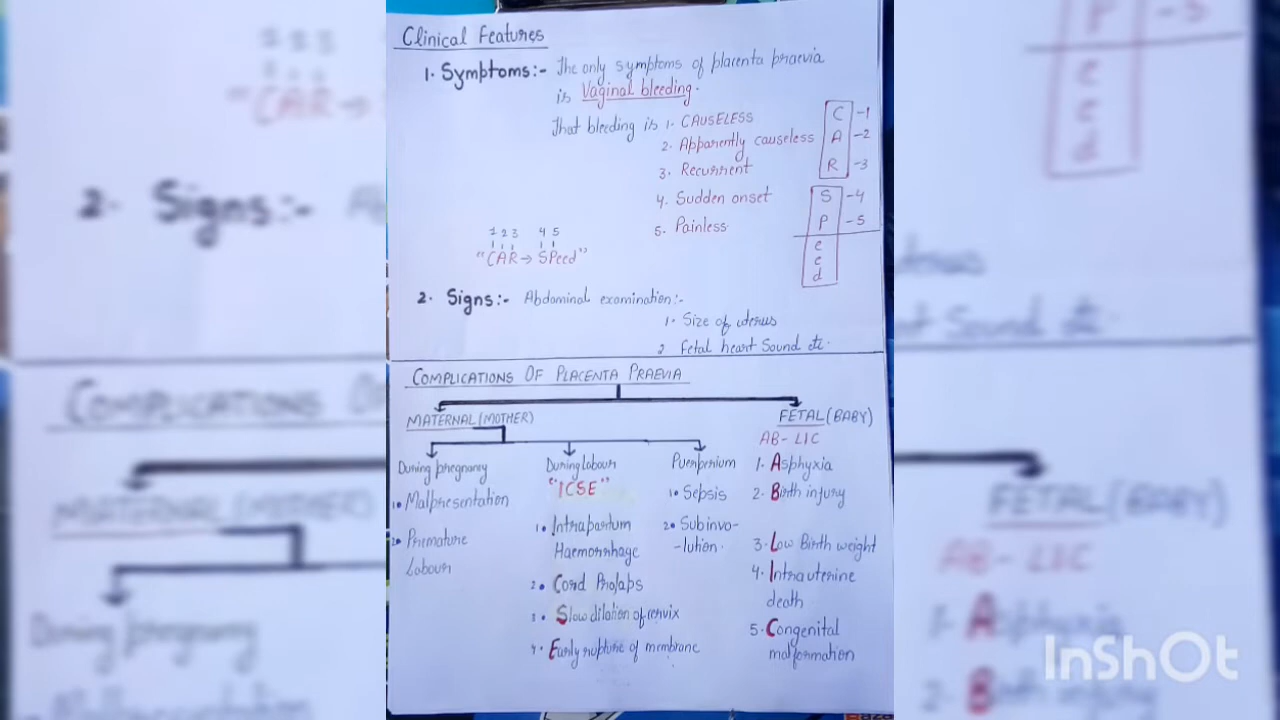 Clinical Features
1. Symptoms:- The only symptoms of placenta praevia
is Vaginal bleeding.
That bleeding is 1. CAUSELESS
2. Apparently causeless
3. Recurrent
4. Sudden onset
5. Painless.
C -1
A -2
R -3
S -4
P -5
e
e
d
1 2 3 4 5
"CAR → SPeed"
2. Signs:- Abdominal examination:-
1. Size of uterus
2 Fetal heart Sound etc.
COMPLICATIONS OF PLACENTA PRAEVIA
MATERNAL (MOTHER)
During pregnancy
1. Malpresentation
2. Premature
Labour
During labour
"ICSE"
1. Intrapartum
Haemorrhage
2. Cord Prolaps
3. Slow dilation of cervix
4. Early rupture of membrane
Puerperium
1. Sepsis
2. Subinvo-
-lution.
FETAL (BABY)
AB- LIC
1. Asphyxia
2. Birth injury
3. Low Birth weight
4. Intrauterine
death
5. Congenital
malformation
InShOt